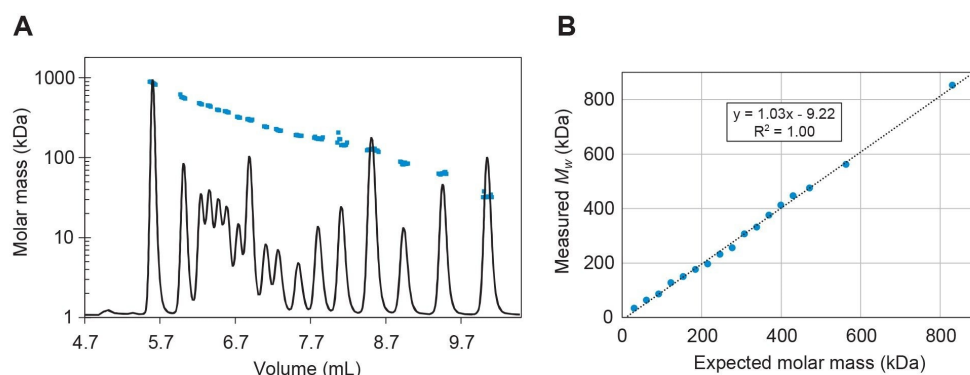 A
Molar mass (kDa)
1000
100
10
1
4.7 5.7 6.7 7.7 8.7 9.7
Volume (mL)
B
Measured Mw (kDa)
800
600
400
200
0
y = 1.03x - 9.22
R² = 1.00
0 200 400 600 800
Expected molar mass (kDa)